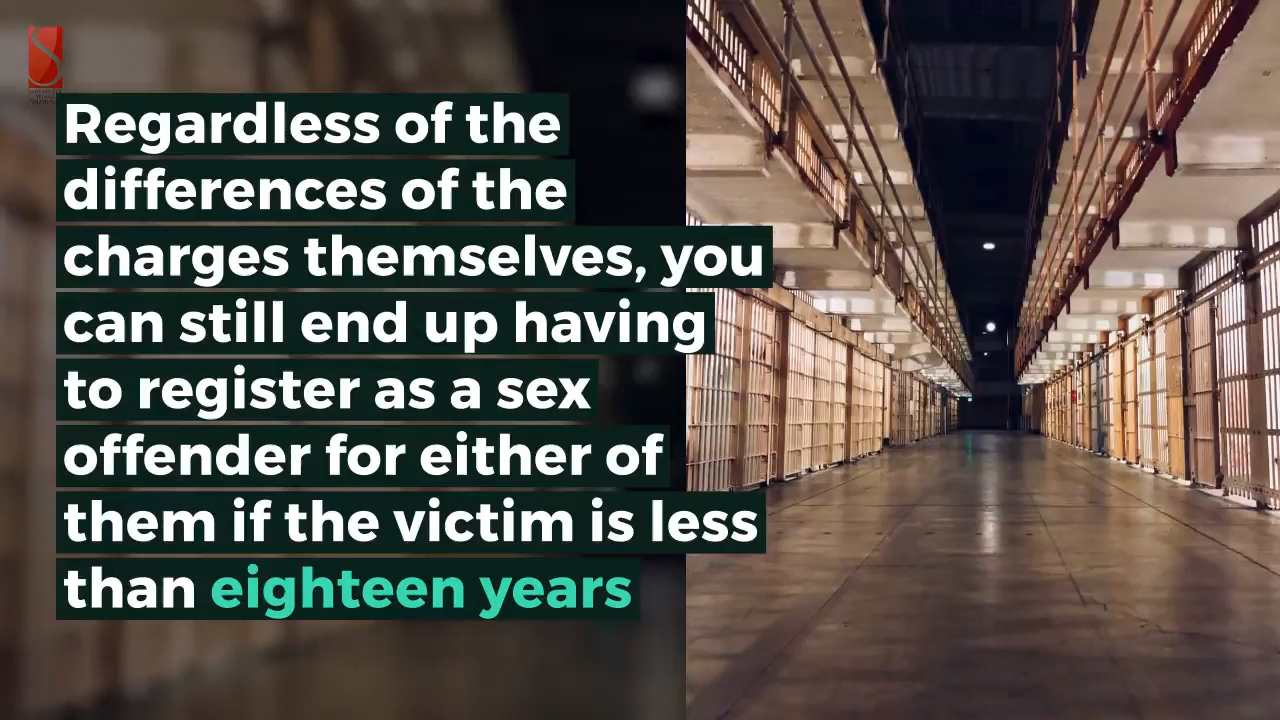 Regardless of the
differences of the
charges themselves, you
can still end up having
to register as a sex
offender for either of
them if the victim is less
than eighteen years